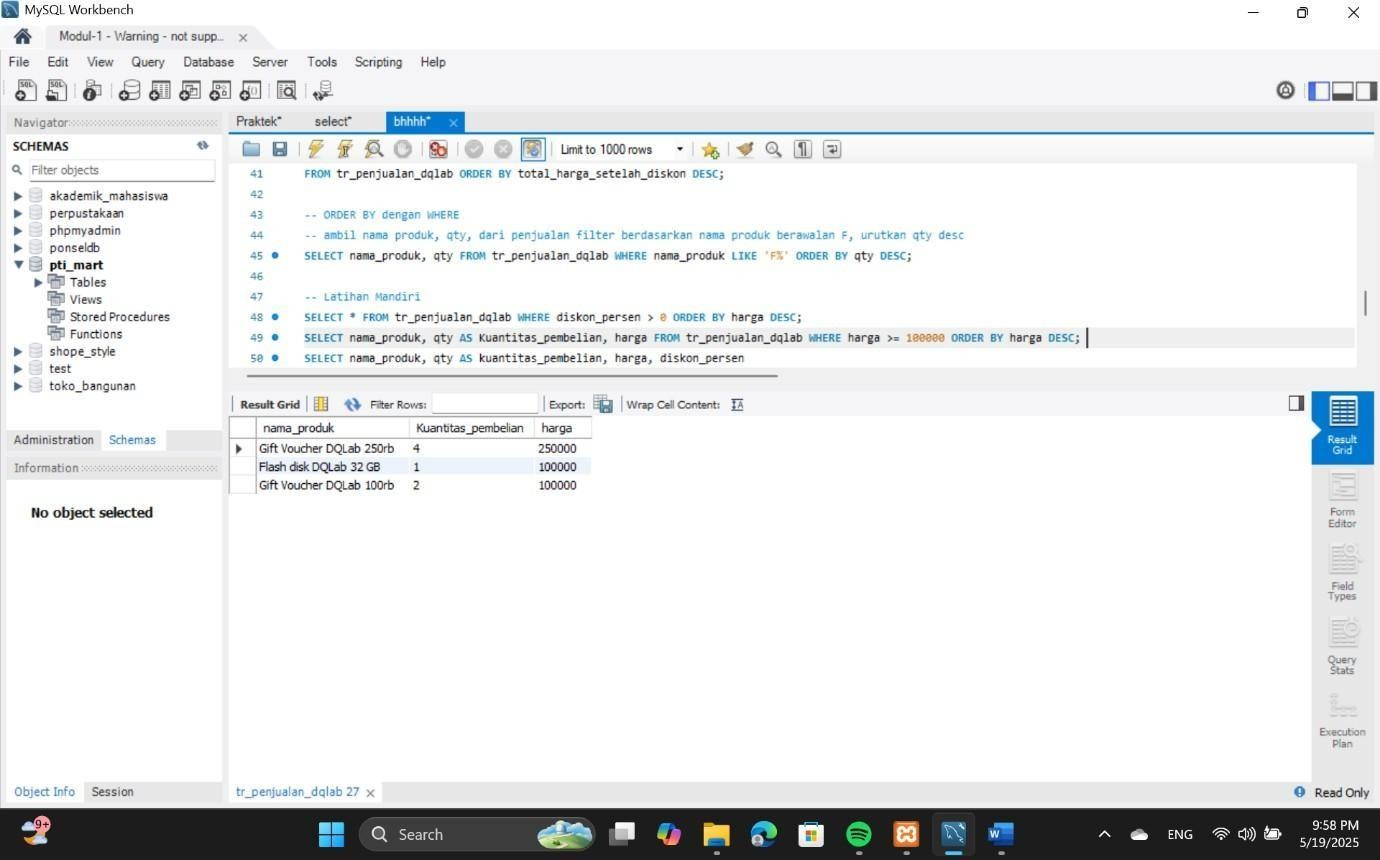 MySQL Workbench
Modul-1 - Warning - not supp...
File Edit View Query Database Server Tools Scripting Help
Navigator
Praktek* select* bhhhh*
SCHEMAS
Limit to 1000 rows
Filter objects
akademik_mahasiswa
perpustakaan
phpmyadmin
ponseldb
pti_mart
Tables
Views
Stored Procedures
Functions
shope_style
test
toko_bangunan
41 FROM tr_penjualan_dqlab ORDER BY total_harga_setelah_diskon DESC;
42
43 -- ORDER BY dengan WHERE
44 -- ambil nama produk, qty, dari penjualan filter berdasarkan nama produk berawalan F, urutkan qty desc
45 SELECT nama_produk, qty FROM tr_penjualan_dqlab WHERE nama_produk LIKE 'F%' ORDER BY qty DESC;
46
47 -- Latihan Mandiri
48 SELECT * FROM tr_penjualan_dqlab WHERE diskon_persen > 0 ORDER BY harga DESC;
49 SELECT nama_produk, qty AS Kuantitas_pembelian, harga FROM tr_penjualan_dqlab WHERE harga >= 100000 ORDER BY harga DESC;
50 SELECT nama_produk, qty AS kuantitas_pembelian, harga, diskon_persen
Result Grid Filter Rows: Export: Wrap Cell Content:
nama_produk Kuantitas_pembelian harga
Gift Voucher DQLab 250rb 4 250000
Flash disk DQLab 32 GB 1 100000
Gift Voucher DQLab 100rb 2 100000
Administration Schemas
Information
No object selected
Result
Grid
Form
Editor
Field
Types
Query
Stats
Execution
Plan
Object Info Session
tr_penjualan_dqlab 27
Read Only
9+
Search
ENG
9:58 PM
5/19/2025